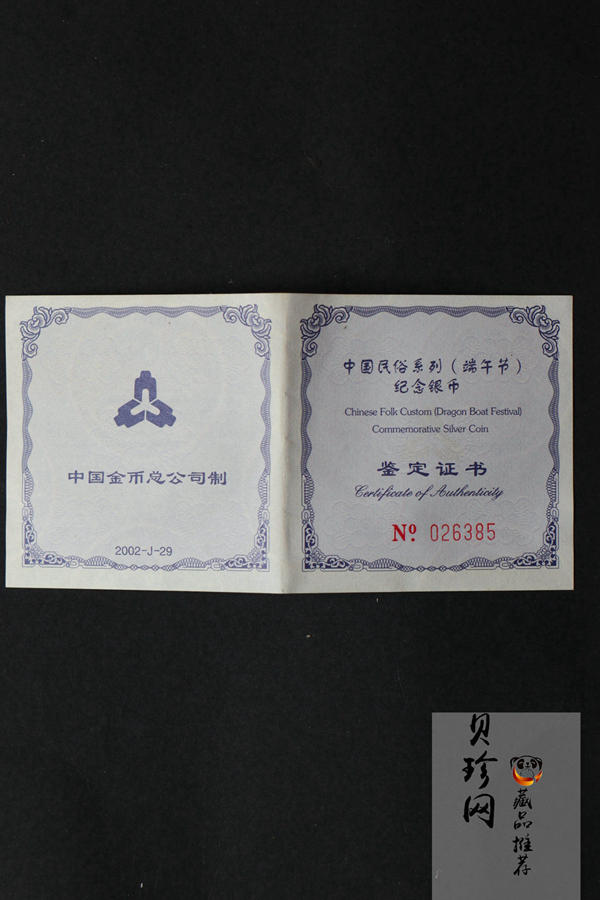 中国金币总公司制
2002-J-29
中国民俗系列（端午节）
纪念银币
Chinese Folk Custom (Dragon Boat Festival)
Commemorative Silver Coin
鉴定证书
Certificate of Authenticity
Nº 026385
贝珍网
藏品推荐